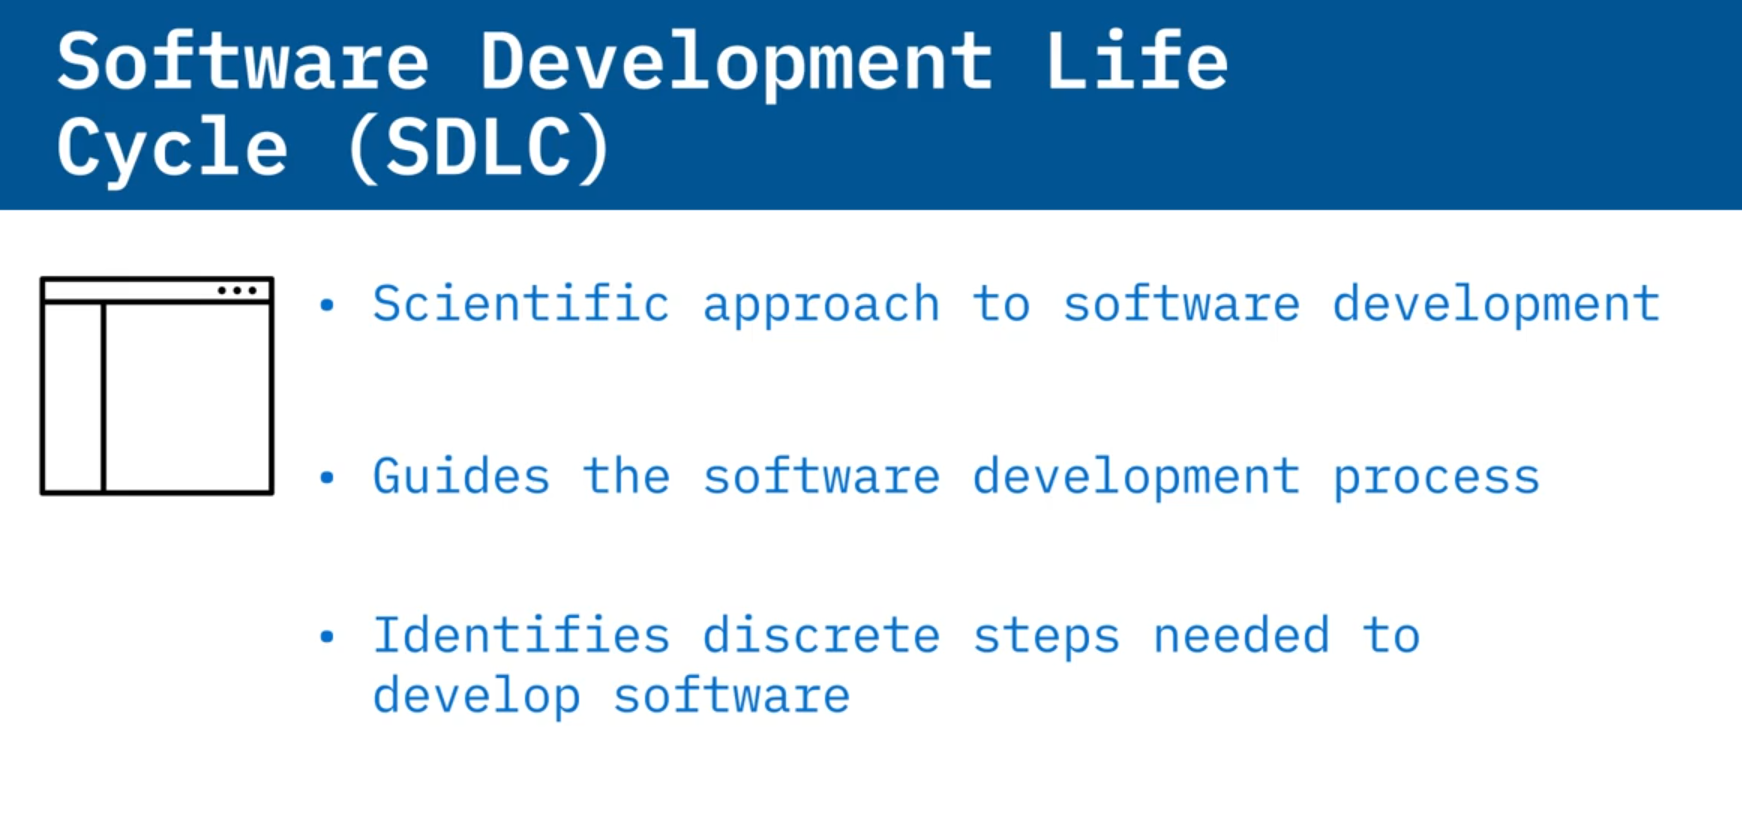 Software Development Life
Cycle (SDLC)
• Scientific approach to software development
• Guides the software development process
• Identifies discrete steps needed to
develop software